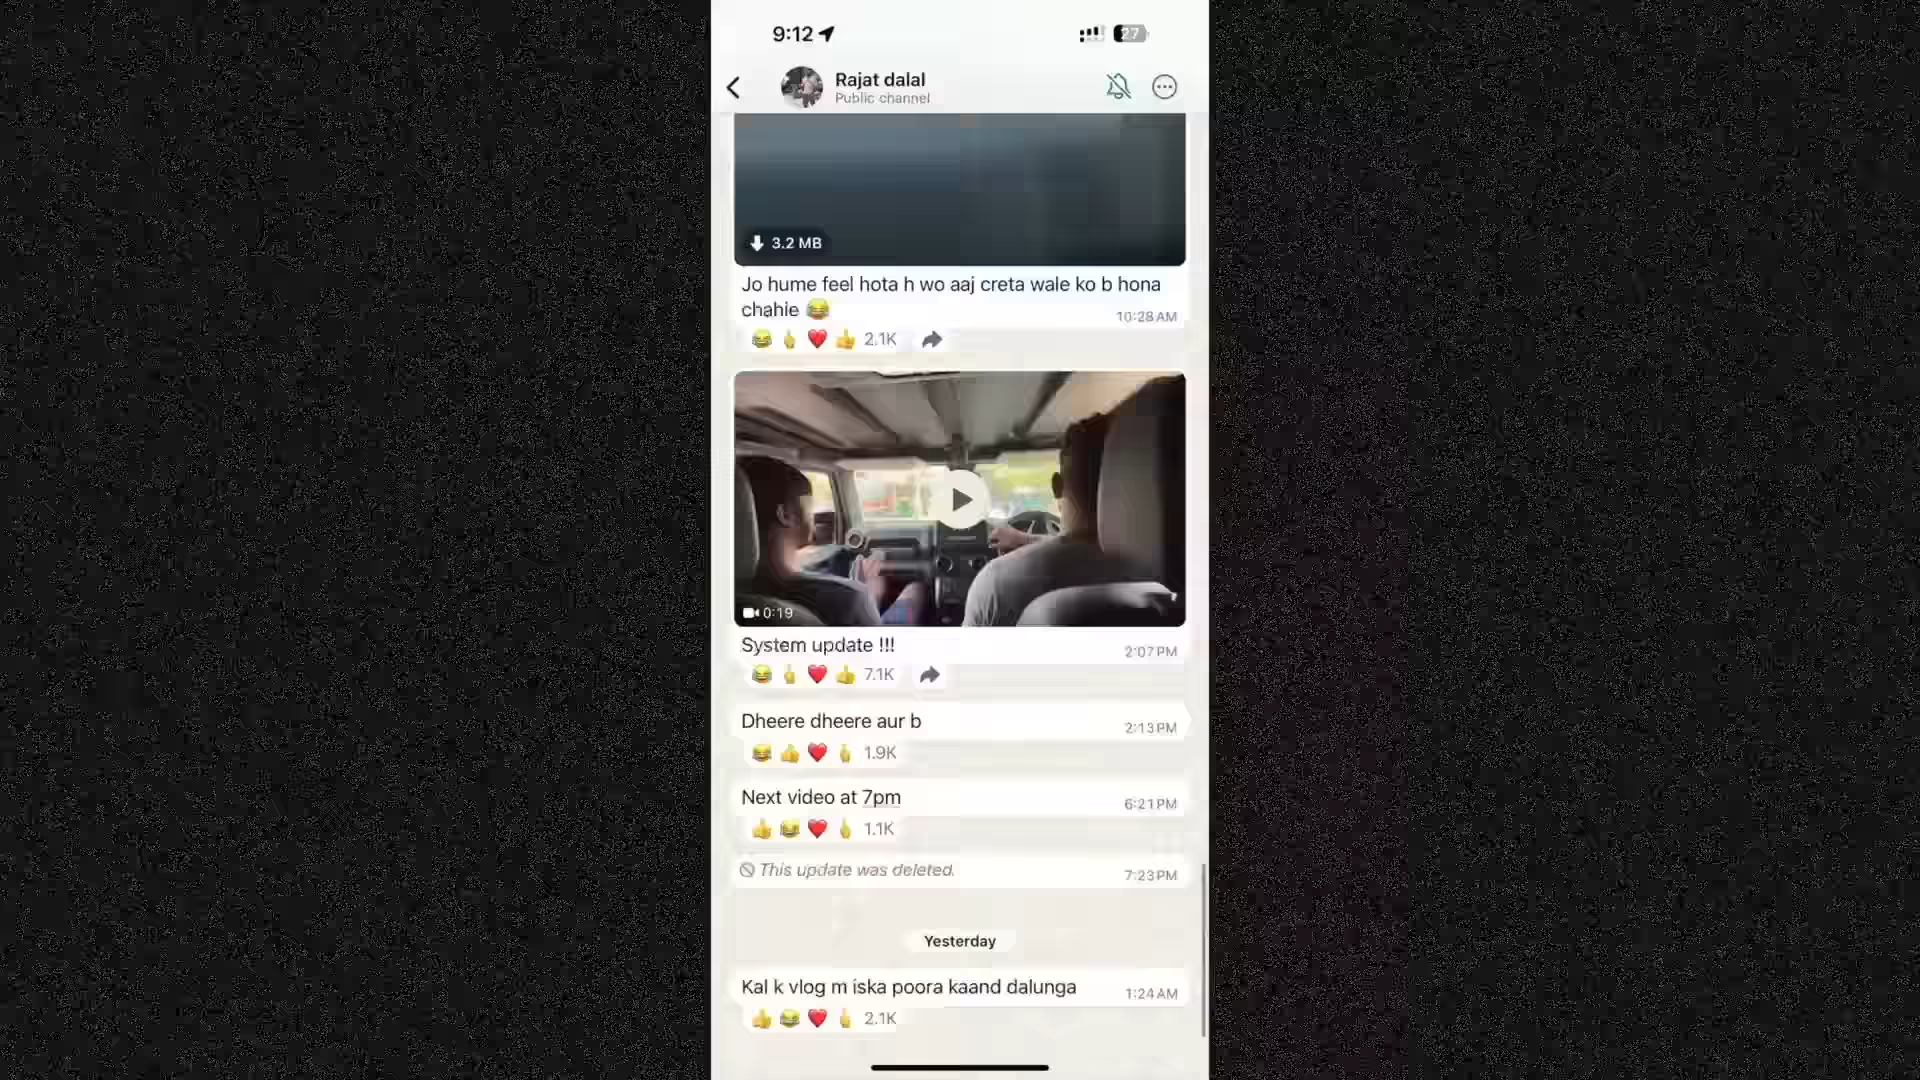 9:12
27
Rajat dalal
Public channel
3.2 MB
Jo hume feel hota h wo aaj creta wale ko b hona
chahie 😂
10:28 AM
2.1K
0:19
System update !!!
2:07 PM
7.1K
Dheere dheere aur b
2:13 PM
1.9K
Next video at 7pm
6:21 PM
1.1K
This update was deleted.
7:23 PM
Yesterday
Kal k vlog m iska poora kaand dalunga
1:24 AM
2.1K